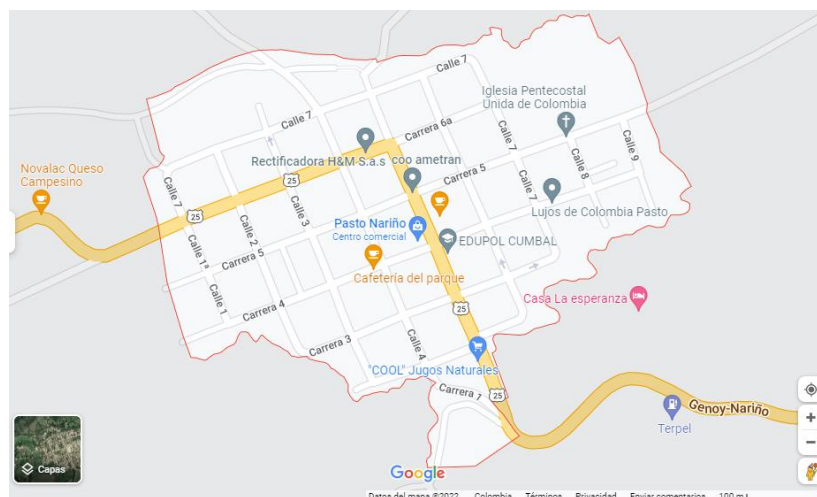 Calle 7
Iglesia Pentecostal
Unida de Colombia
Carrera 6a
Calle 7
Calle 7
Calle 9
25
Rectificadora H&M S.a.s
coo ametran
Calle 8
Novalac Queso
Campesino
Calle 7
Carrera 5
Calle 7
Calle 3
Lujos de Colombia Pasto
25
Pasto Nariño
Centro comercial
Calle 2
EDUPOL CUMBAL
Calle 1ª
Carrera 5
Cafetería del parque
Casa La esperanza
Calle 1
Carrera 4
25
Carrera 3
Calle 4
"COOL" Jugos Naturales
Carrera 1
25
Genoy-Nariño
Terpel
Capas
Google
Datos del mapa ©2022 Colombia Términos Privacidad Enviar comentarios 100 m